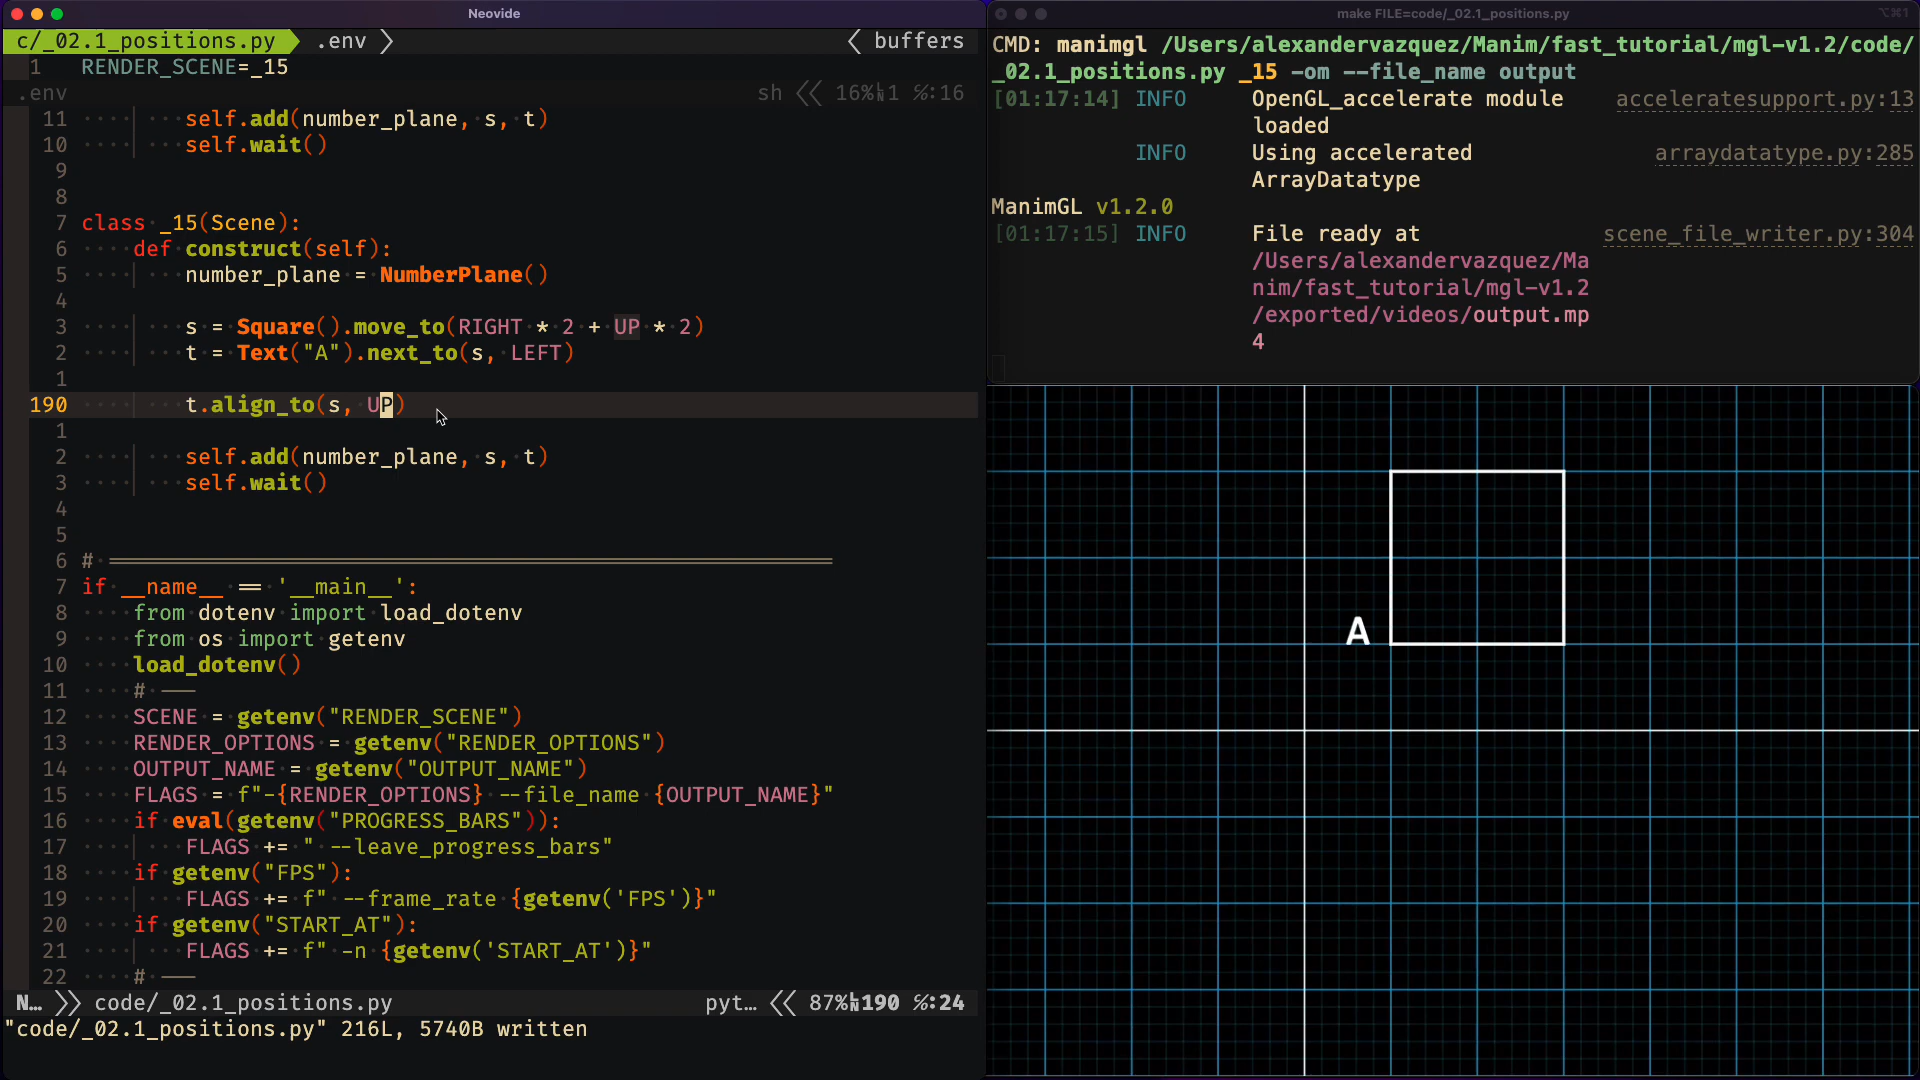 Neovide
c/_02.1_positions.py .env buffers
1 RENDER_SCENE=_15
.env sh 16% 1 %:16
11 self.add(number_plane, s, t)
10 self.wait()
9
8
7 class _15(Scene):
6 def construct(self):
5 number_plane = NumberPlane()
4
3 s = Square().move_to(RIGHT * 2 + UP * 2)
2 t = Text("A").next_to(s, LEFT)
1
190 t.align_to(s, UP)
1
2 self.add(number_plane, s, t)
3 self.wait()
4
5
6 #
7 if __name__ == '__main__':
8 from dotenv import load_dotenv
9 from os import getenv
10 load_dotenv()
11 # ---
12 SCENE = getenv("RENDER_SCENE")
13 RENDER_OPTIONS = getenv("RENDER_OPTIONS")
14 OUTPUT_NAME = getenv("OUTPUT_NAME")
15 FLAGS = f"-{RENDER_OPTIONS} --file_name {OUTPUT_NAME}"
16 if eval(getenv("PROGRESS_BARS")):
17 FLAGS += " --leave_progress_bars"
18 if getenv("FPS"):
19 FLAGS += f" --frame_rate {getenv('FPS')}"
20 if getenv("START_AT"):
21 FLAGS += f" -n {getenv('START_AT')}"
22 # ---
N… code/_02.1_positions.py pyt… 87% 190 %:24
"code/_02.1_positions.py" 216L, 5740B written
make FILE=code/_02.1_positions.py ⌥⌘1
CMD: manimgl /Users/alexandervazquez/Manim/fast_tutorial/mgl-v1.2/code/
_02.1_positions.py _15 -om --file_name output
[01:17:14] INFO OpenGL_accelerate module acceleratesupport.py:13
loaded
INFO Using accelerated arraydatatype.py:285
ArrayDatatype
ManimGL v1.2.0
[01:17:15] INFO File ready at scene_file_writer.py:304
/Users/alexandervazquez/Ma
nim/fast_tutorial/mgl-v1.2
/exported/videos/output.mp
4
A